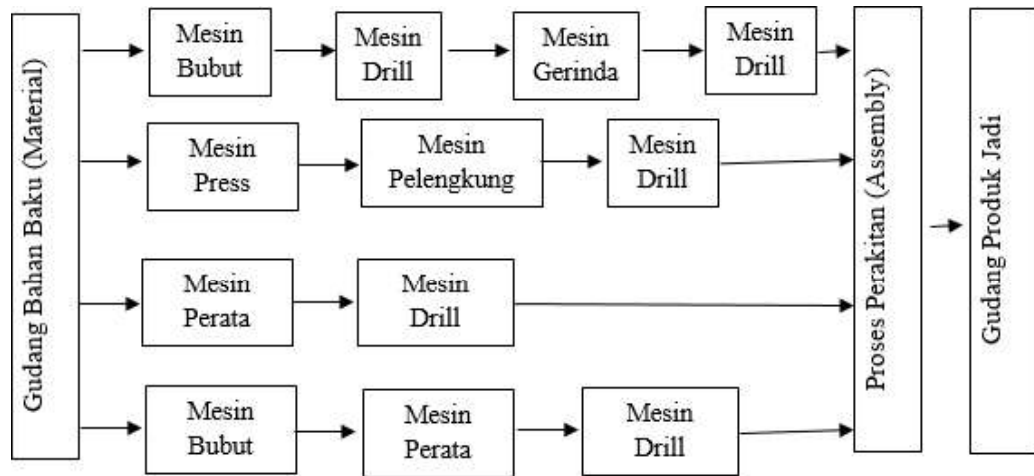 Gudang Bahan Baku (Material)
Mesin
Bubut
Mesin
Drill
Mesin
Gerinda
Mesin
Drill
Mesin
Press
Mesin
Pelengkung
Mesin
Drill
Mesin
Perata
Mesin
Drill
Mesin
Bubut
Mesin
Perata
Mesin
Drill
Proses Perakitan (Assembly)
Gudang Produk Jadi